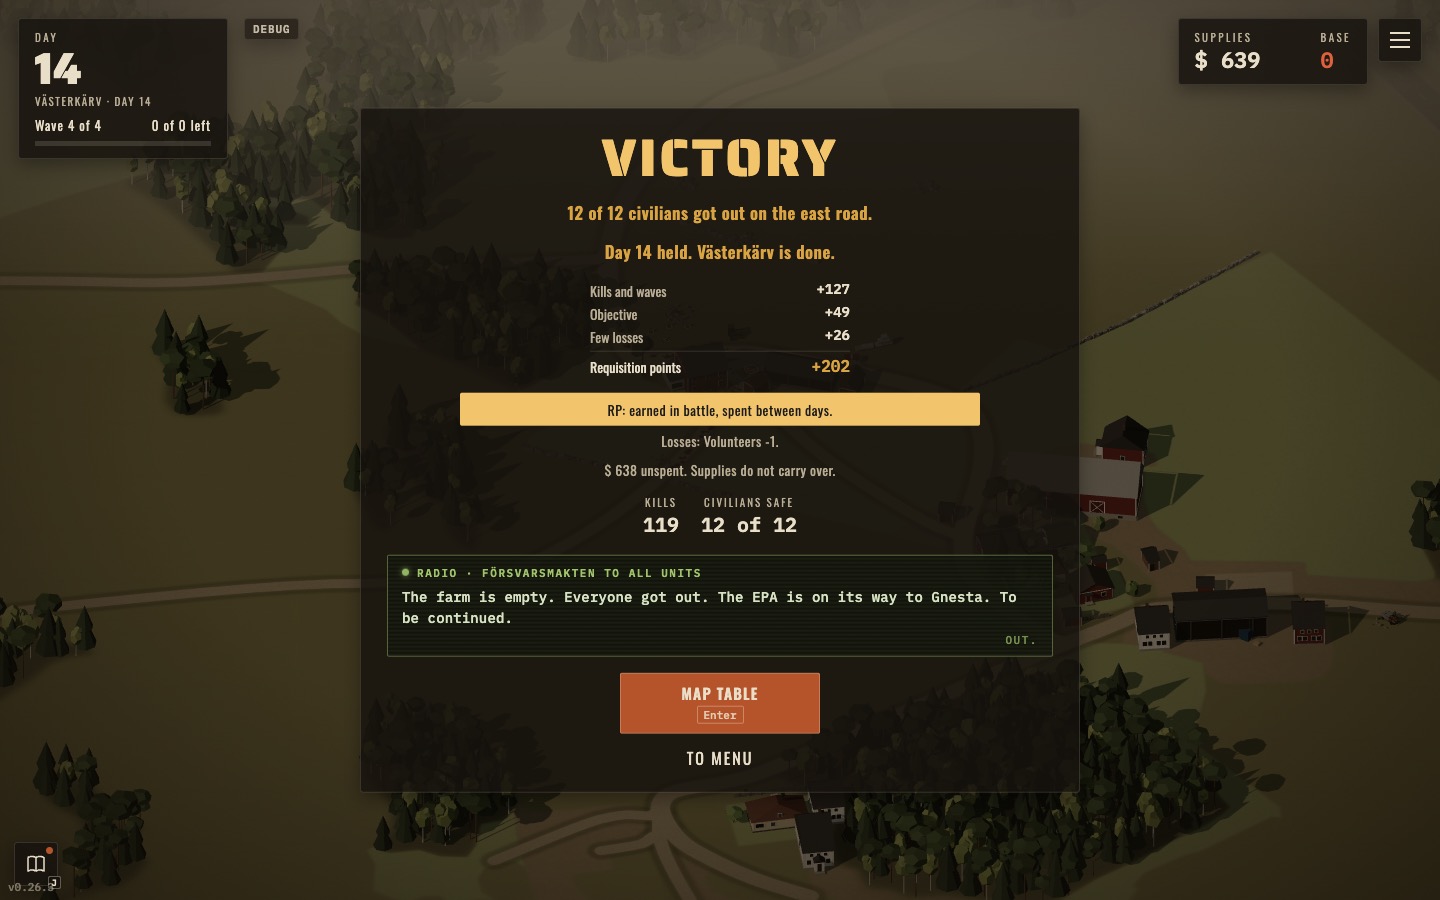 DAY
14
VÄSTERKÄRV · DAY 14
Wave 4 of 4 0 of 0 left
DEBUG
SUPPLIES BASE
$ 639 0
VICTORY
12 of 12 civilians got out on the east road.
Day 14 held. Västerkärv is done.
Kills and waves +127
Objective +49
Few losses +26
Requisition points +202
RP: earned in battle, spent between days.
Losses: Volunteers -1.
$ 638 unspent. Supplies do not carry over.
KILLS CIVILIANS SAFE
119 12 of 12
RADIO · FÖRSVARSMAKTEN TO ALL UNITS
The farm is empty. Everyone got out. The EPA is on its way to Gnesta. To
be continued.
OUT.
MAP TABLE
Enter
TO MENU
J